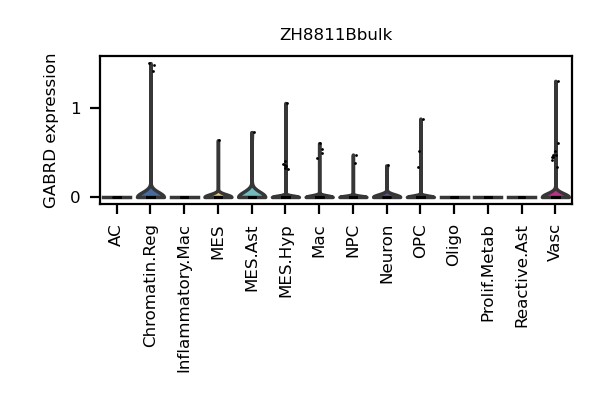 ZH8811Bbulk
GABRD expression
1
0
AC
Chromatin.Reg
Inflammatory.Mac
MES
MES.Ast
MES.Hyp
Mac
NPC
Neuron
OPC
Oligo
Prolif.Metab
Reactive.Ast
Vasc